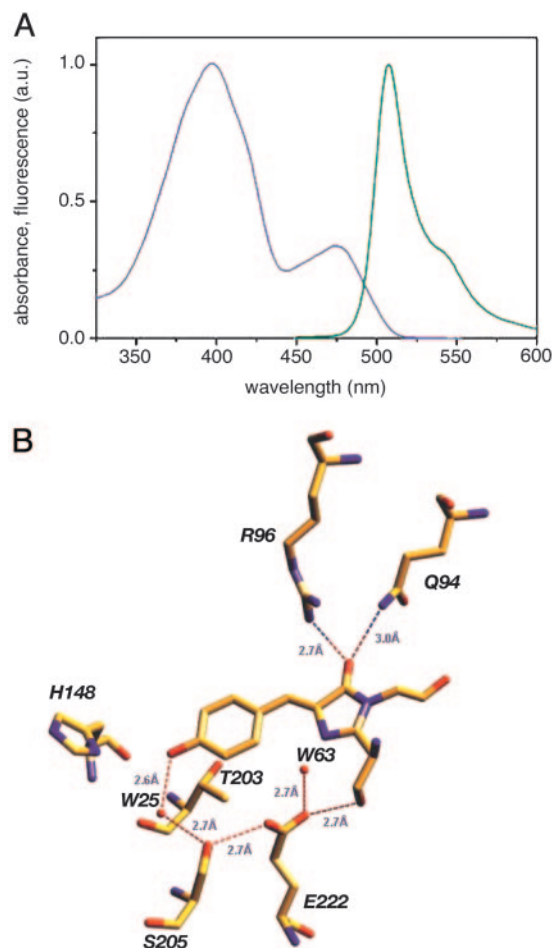 A
absorbance, fluorescence (a.u.)
1.0
0.5
0.0
350 400 450 500 550 600
wavelength (nm)
B
R96
Q94
2.7Å 3.0Å
H148
W63
2.6Å
T203
W25
2.7Å
2.7Å
2.7Å
2.7Å
E222
S205